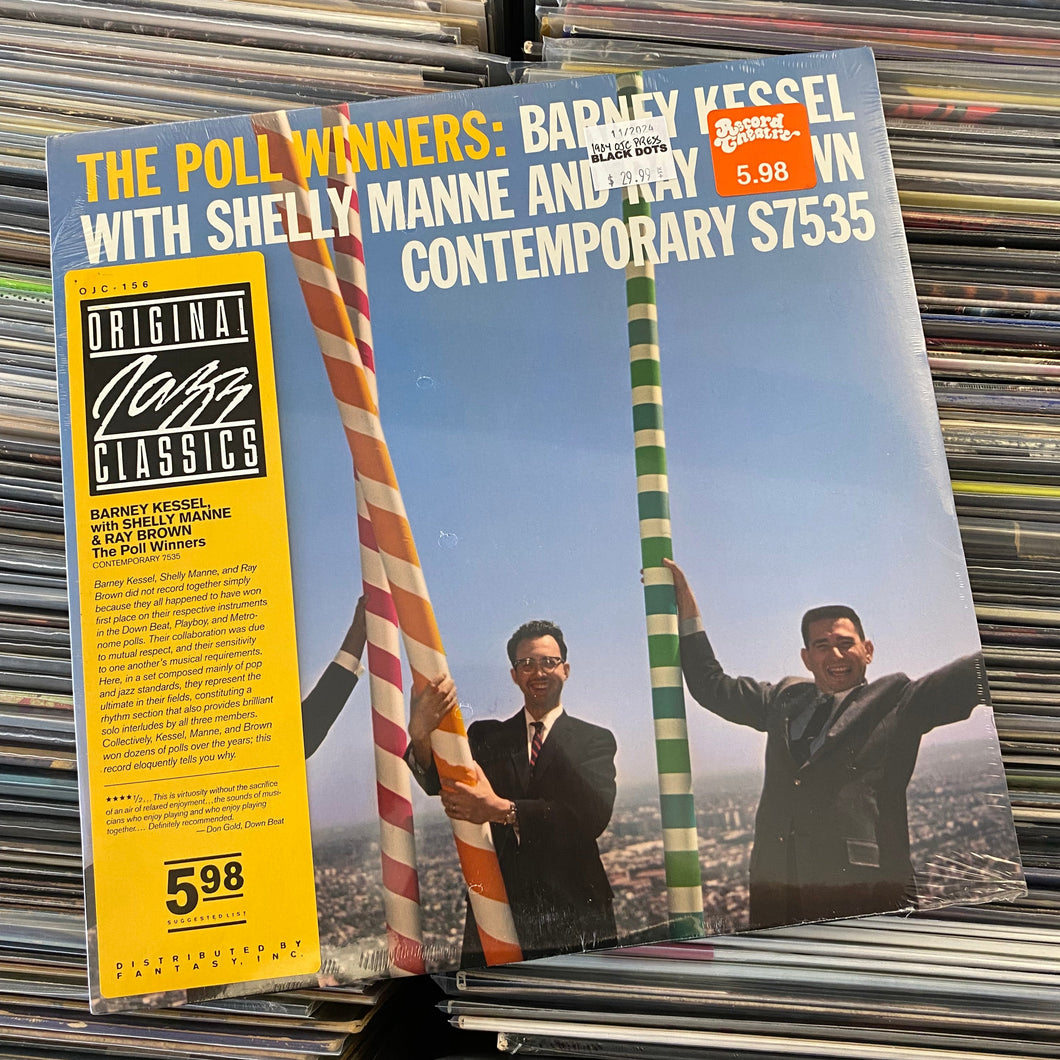 THE POLL WINNERS: BARNEY KESSEL
WITH SHELLY MANNE AND RAY BROWN
CONTEMPORARY S7535
11/2024
1984 OJC PRESS
BLACK DOTS
$ 29.99
Record
Theatre
5.98
OJC-156
ORIGINAL
Jazz
CLASSICS
BARNEY KESSEL,
with SHELLY MANNE
& RAY BROWN
The Poll Winners
CONTEMPORARY 7535
Barney Kessel, Shelly Manne, and Ray
Brown did not record together simply
because they all happened to have won
first place on their respective instruments
in the Down Beat, Playboy, and Metro-
nome polls. Their collaboration was due
to mutual respect, and their sensitivity
to one another's musical requirements.
Here, in a set composed mainly of pop
and jazz standards, they represent the
ultimate in their fields, constituting a
rhythm section that also provides brilliant
solo interludes by all three members.
Collectively, Kessel, Manne, and Brown
won dozens of polls over the years; this
record eloquently tells you why.
★★★★½... This is virtuosity without the sacrifice
of an air of relaxed enjoyment...the sounds of musi-
cians who enjoy playing and who enjoy playing
together.... Definitely recommended.
—Don Gold, Down Beat
5 98
SUGGESTED LIST
DISTRIBUTED BY
FANTASY, INC.